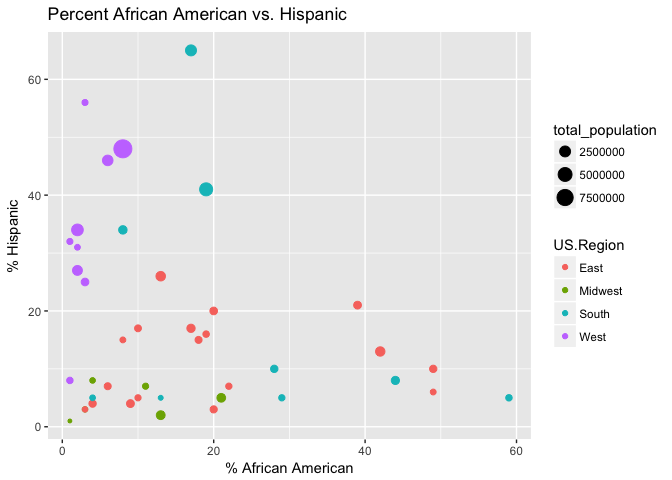 Percent African American vs. Hispanic
60
40
20
0
% Hispanic
0 20 40 60
% African American
total_population
2500000
5000000
7500000
US.Region
East
Midwest
South
West